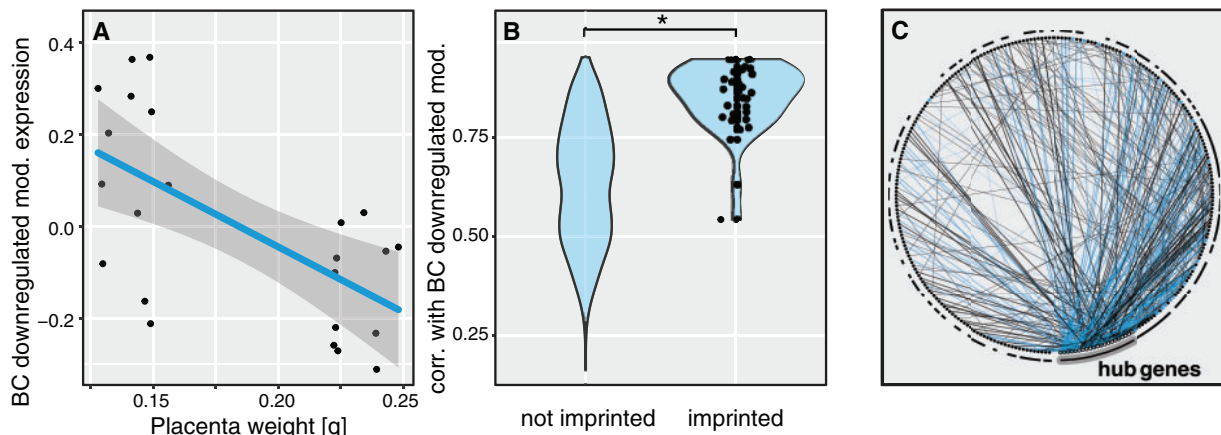 A
BC downregulated mod. expression
0.4
0.2
0.0
−0.2
0.15
0.20
0.25
Placenta weight [g]
B
*
corr. with BC downregulated mod.
0.75
0.50
0.25
not imprinted
imprinted
C
hub genes